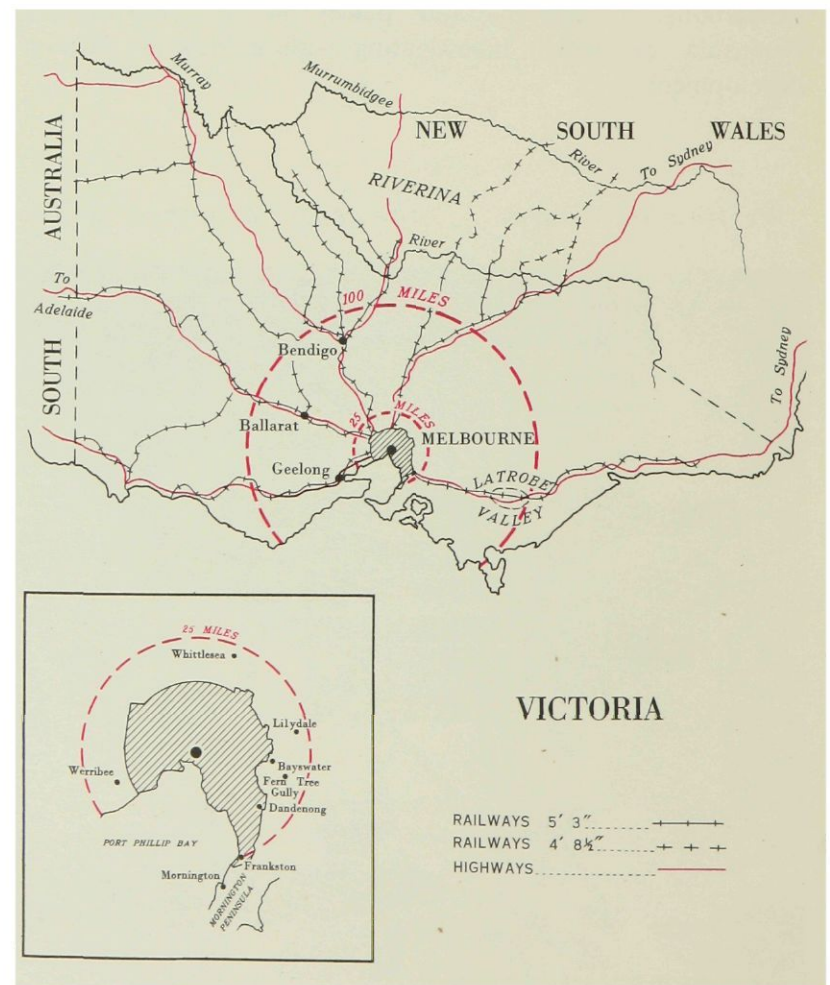 Murray
Murrumbidgee
NEW SOUTH WALES
River
To Sydney
RIVERINA
AUSTRALIA
River
To
Adelaide
100 MILES
Bendigo
SOUTH
To Sydney
25 MILES
Ballarat
MELBOURNE
Geelong
LATROBE
VALLEY
25 MILES
Whittlesea
Lilydale
Bayswater
Werribee
Fern Tree
Gully
Dandenong
PORT PHILLIP BAY
Frankston
Mornington
MORNINGTON
PENINSULA
VICTORIA
RAILWAYS 5' 3"
RAILWAYS 4' 8½"
HIGHWAYS